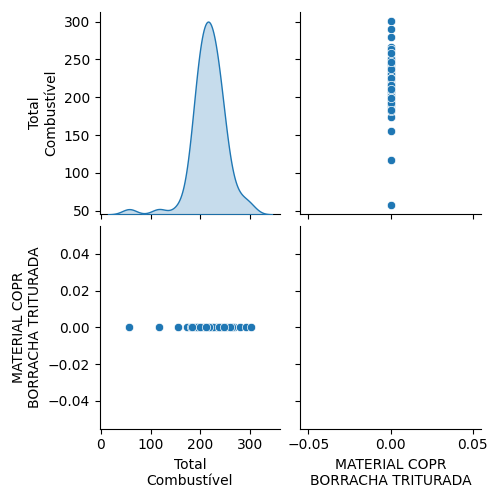 300
250
200
150
100
50
Total
Combustível
0.04
0.02
0.00
−0.02
−0.04
MATERIAL COPR
BORRACHA TRITURADA
0 100 200 300
Total
Combustível
−0.05 0.00 0.05
MATERIAL COPR
BORRACHA TRITURADA